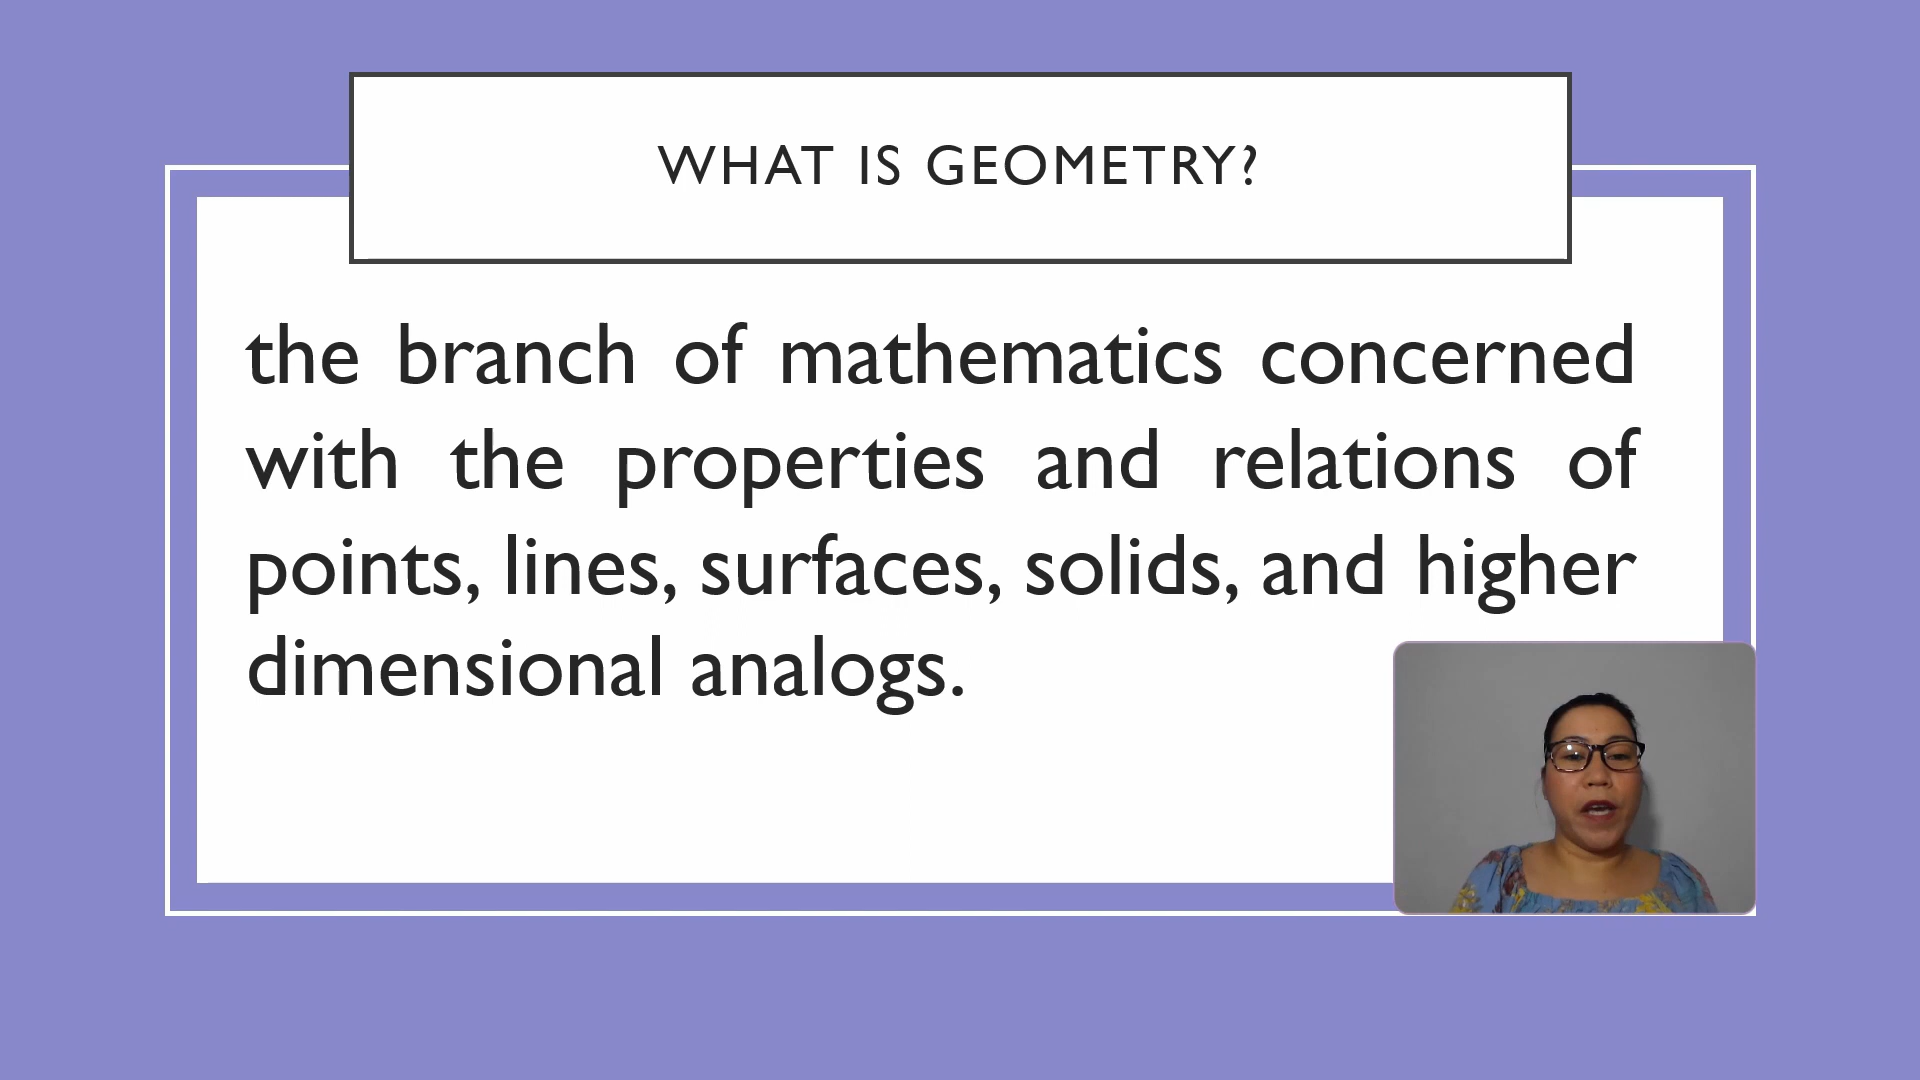 WHAT IS GEOMETRY?
the branch of mathematics concerned
with the properties and relations of
points, lines, surfaces, solids, and higher
dimensional analogs.